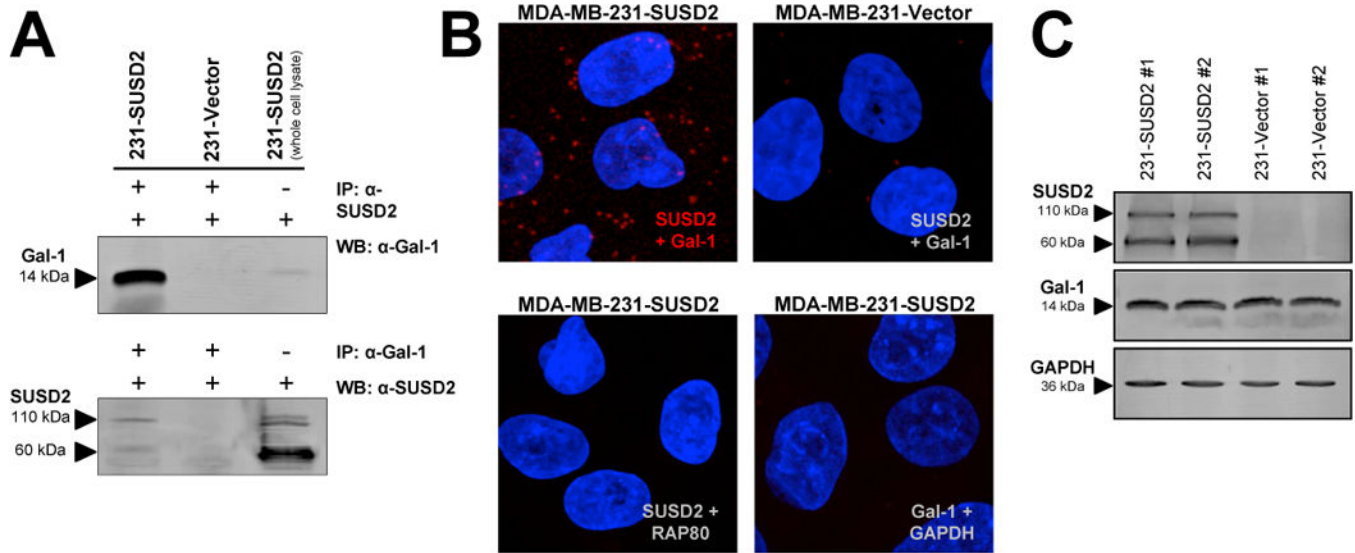 A
231-SUSD2
231-Vector
231-SUSD2
(whole cell lysate)
+ + - IP: α-
+ + + SUSD2
WB: α-Gal-1
Gal-1
14 kDa
+ + - IP: α-Gal-1
+ + + WB: α-SUSD2
SUSD2
110 kDa
60 kDa
B
MDA-MB-231-SUSD2
SUSD2
+ Gal-1
MDA-MB-231-Vector
SUSD2
+ Gal-1
MDA-MB-231-SUSD2
SUSD2 +
RAP80
MDA-MB-231-SUSD2
Gal-1 +
GAPDH
C
231-SUSD2 #1
231-SUSD2 #2
231-Vector #1
231-Vector #2
SUSD2
110 kDa
60 kDa
Gal-1
14 kDa
GAPDH
36 kDa